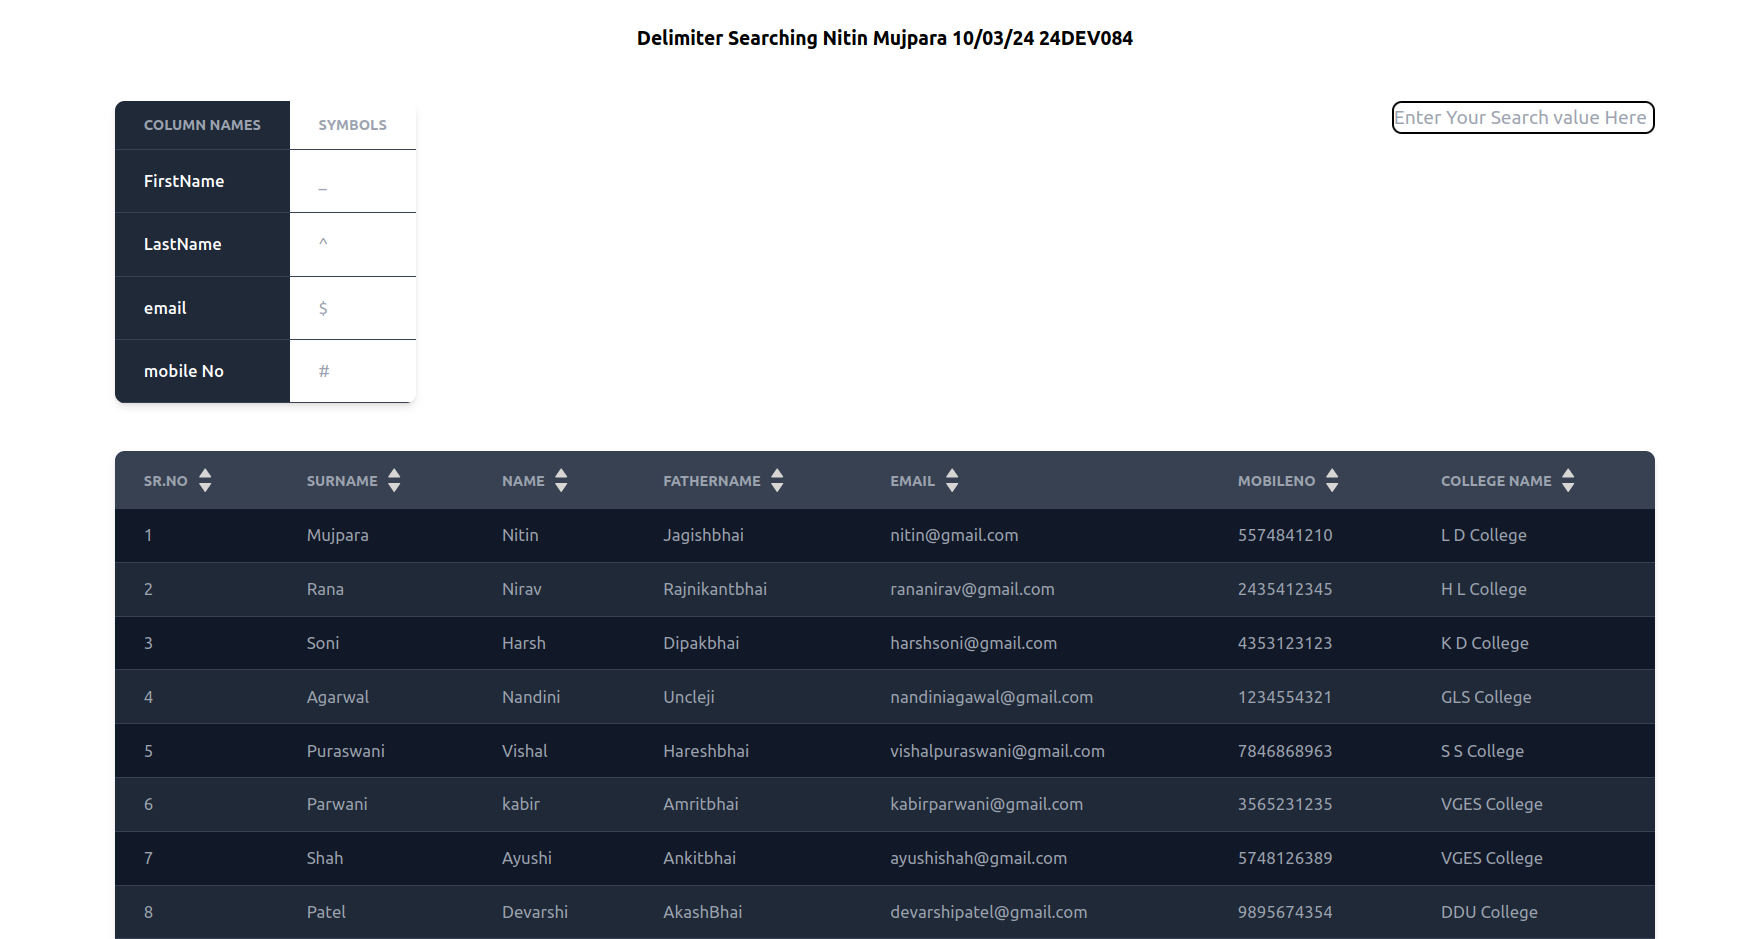 Delimiter Searching Nitin Mujpara 10/03/24 24DEV084
Enter Your Search value Here
COLUMN NAMES SYMBOLS
FirstName _
LastName ^
email $
mobile No #
SR.NO SURNAME NAME FATHERNAME EMAIL MOBILENO COLLEGE NAME
1 Mujpara Nitin Jagishbhai nitin@gmail.com 5574841210 L D College
2 Rana Nirav Rajnikantbhai rananirav@gmail.com 2435412345 H L College
3 Soni Harsh Dipakbhai harshsoni@gmail.com 4353123123 K D College
4 Agarwal Nandini Uncleji nandiniagawal@gmail.com 1234554321 GLS College
5 Puraswani Vishal Hareshbhai vishalpuraswani@gmail.com 7846868963 S S College
6 Parwani kabir Amritbhai kabirparwani@gmail.com 3565231235 VGES College
7 Shah Ayushi Ankitbhai ayushishah@gmail.com 5748126389 VGES College
8 Patel Devarshi AkashBhai devarshipatel@gmail.com 9895674354 DDU College